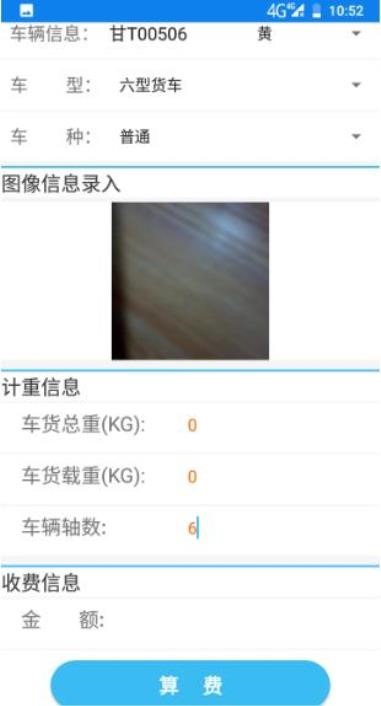 4G 4G 10:52
车辆信息： 甘T00506 黄
车 型： 六型货车
车 种： 普通
图像信息录入
计重信息
车货总重(KG): 0
车货载重(KG): 0
车辆轴数: 6
收费信息
金 额:
算 费